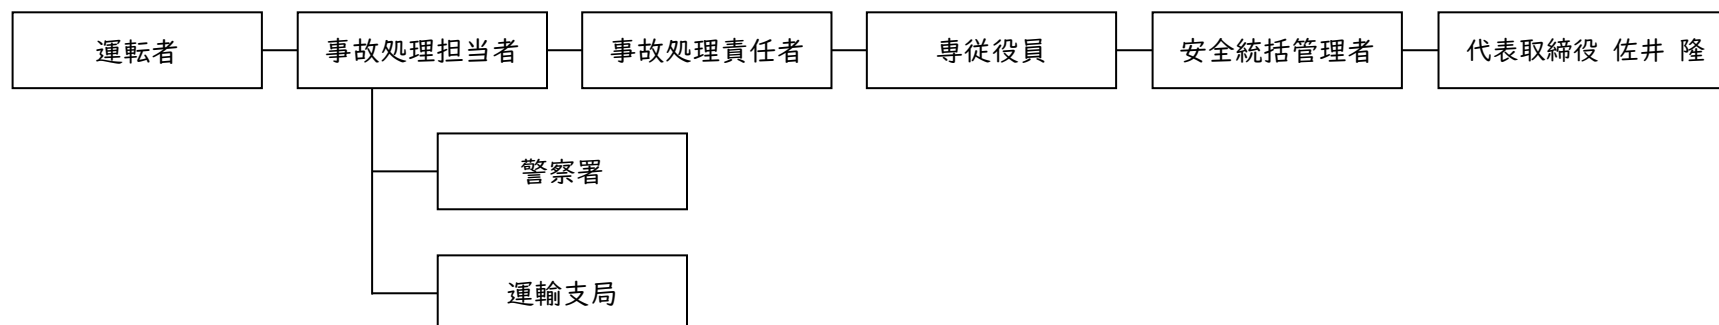 運転者
事故処理担当者
事故処理責任者
専従役員
安全統括管理者
代表取締役 佐井 隆
警察署
運輸支局